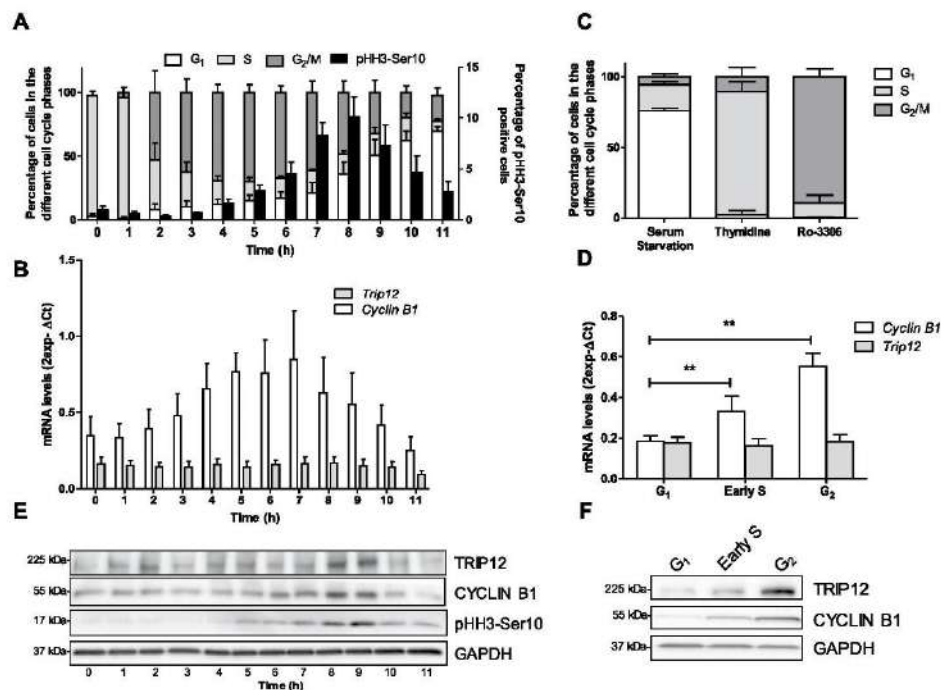 A
G1 S G2/M pHH3-Ser10
Percentage of cells in the
different cell cycle phases
100
50
0
15
10
5
0
Percentage of pHH3-Ser10
positive cells
0 1 2 3 4 5 6 7 8 9 10 11
Time (h)
B
mRNA levels (2exp- ΔCt)
1.5
1.0
0.5
0.0
Trip12
Cyclin B1
0 1 2 3 4 5 6 7 8 9 10 11
Time (h)
C
Percentage of cells in the
different cell cycle phases
100
50
0
G1
S
G2/M
Serum
Starvation
Thymidine
Ro-3306
D
mRNA levels (2exp-ΔCt)
0.8
0.6
0.4
0.2
0.0
**
**
Cyclin B1
Trip12
G1 Early S G2
E
225 kDa TRIP12
55 kDa CYCLIN B1
17 kDa pHH3-Ser10
37 kDa GAPDH
0 1 2 3 4 5 6 7 8 9 10 11
Time (h)
F
G1 Early S G2
225 kDa TRIP12
55 kDa CYCLIN B1
37 kDa GAPDH